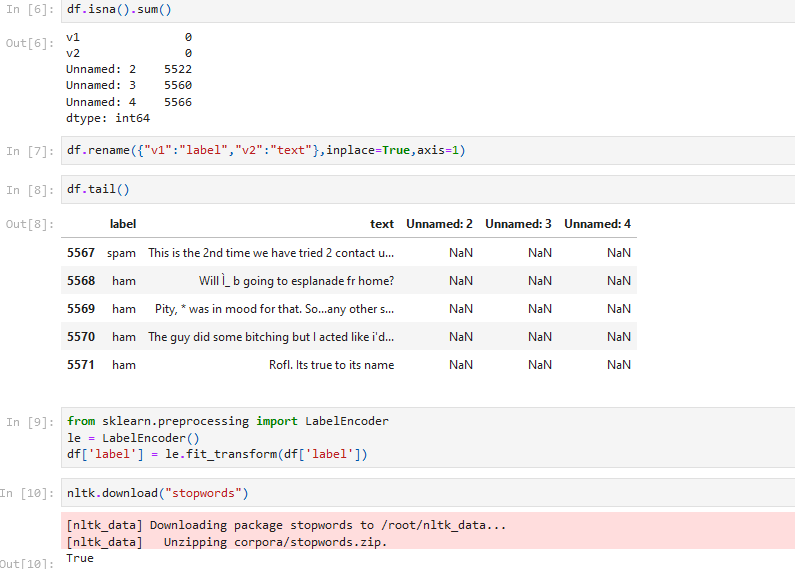 In [6]: df.isna().sum()
Out[6]: v1 0
v2 0
Unnamed: 2 5522
Unnamed: 3 5560
Unnamed: 4 5566
dtype: int64
In [7]: df.rename({"v1":"label","v2":"text"},inplace=True,axis=1)
In [8]: df.tail()
Out[8]: label text Unnamed: 2 Unnamed: 3 Unnamed: 4
5567 spam This is the 2nd time we have tried 2 contact u... NaN NaN NaN
5568 ham Will Ì_ b going to esplanade fr home? NaN NaN NaN
5569 ham Pity, * was in mood for that. So...any other s... NaN NaN NaN
5570 ham The guy did some bitching but I acted like i'd... NaN NaN NaN
5571 ham Rofl. Its true to its name NaN NaN NaN
In [9]: from sklearn.preprocessing import LabelEncoder
le = LabelEncoder()
df['label'] = le.fit_transform(df['label'])
In [10]: nltk.download("stopwords")
[nltk_data] Downloading package stopwords to /root/nltk_data...
[nltk_data] Unzipping corpora/stopwords.zip.
Out[10]: True